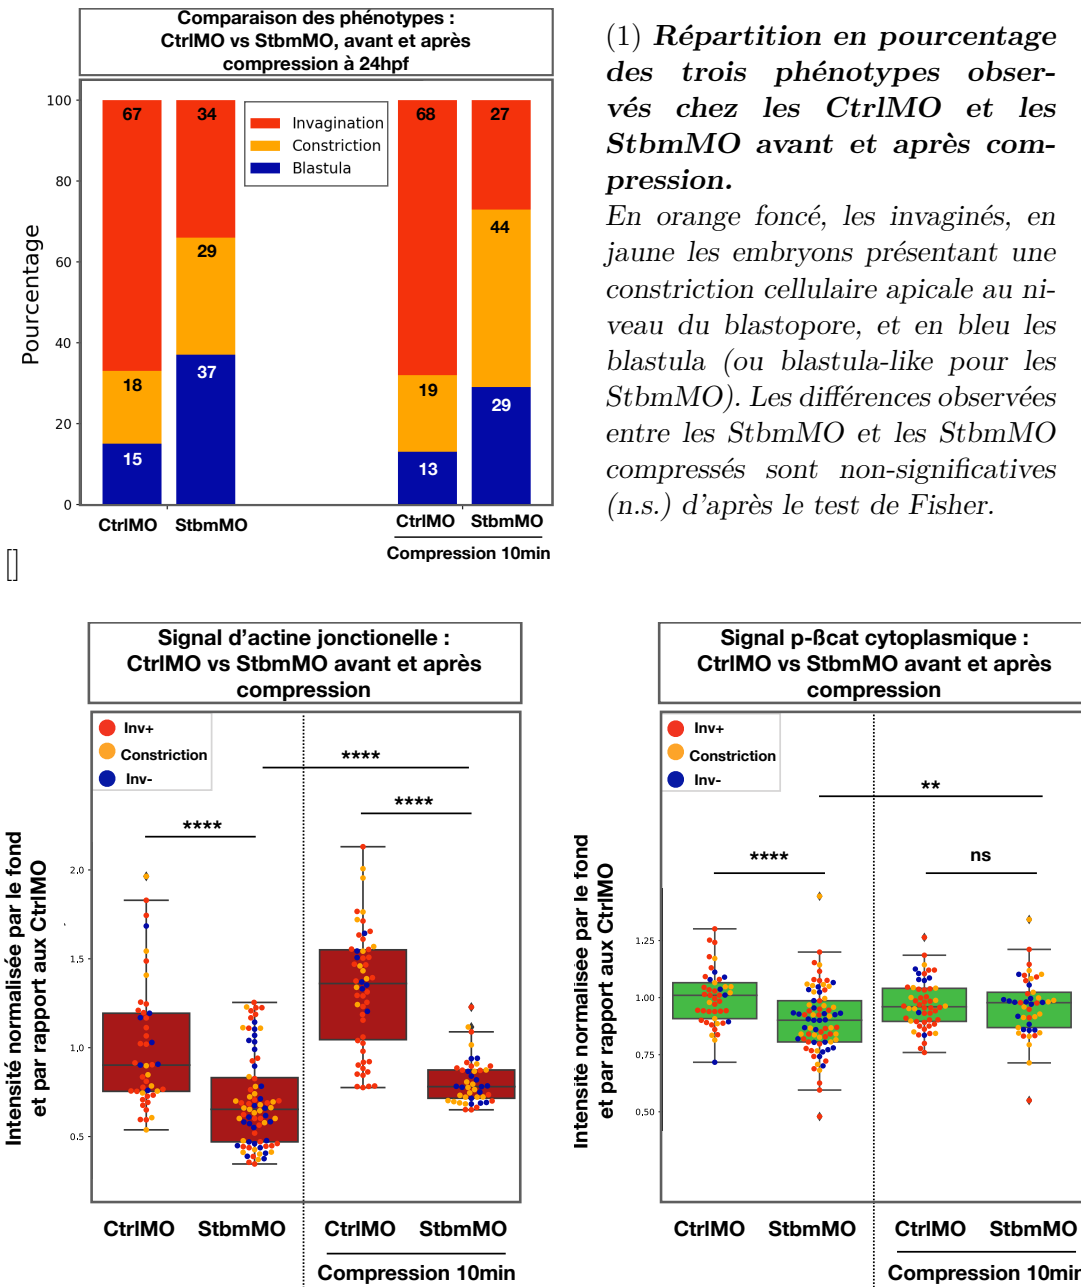 Comparaison des phénotypes :
CtrlMO vs StbmMO, avant et après
compression à 24hpf
Pourcentage
100
80
60
40
20
0
67
34
68
27
Invagination
Constriction
Blastula
29
44
18
19
37
29
15
13
CtrlMO
StbmMO
CtrlMO
StbmMO
Compression 10min
(1) Répartition en pourcentage
des trois phénotypes obser-
vés chez les CtrlMO et les
StbmMO avant et après com-
pression.
En orange foncé, les invaginés, en
jaune les embryons présentant une
constriction cellulaire apicale au ni-
veau du blastopore, et en bleu les
blastula (ou blastula-like pour les
StbmMO). Les différences observées
entre les StbmMO et les StbmMO
compressés sont non-significatives
(n.s.) d'après le test de Fisher.
[]
Signal d'actine jonctionelle :
CtrlMO vs StbmMO avant et après
compression
Inv+
Constriction
Inv-
****
****
****
Intensité normalisée par le fond
et par rapport aux CtrlMO
2.0
1.5
1.0
0.5
CtrlMO
StbmMO
CtrlMO
StbmMO
Compression 10min
Signal p-ßcat cytoplasmique :
CtrlMO vs StbmMO avant et après
compression
Inv+
Constriction
Inv-
**
****
ns
Intensité normalisee par le fond
et par rapport aux CtrlMO
1.25
1.00
0.75
0.50
CtrlMO
StbmMO
CtrlMO
StbmMO
Compression 10min